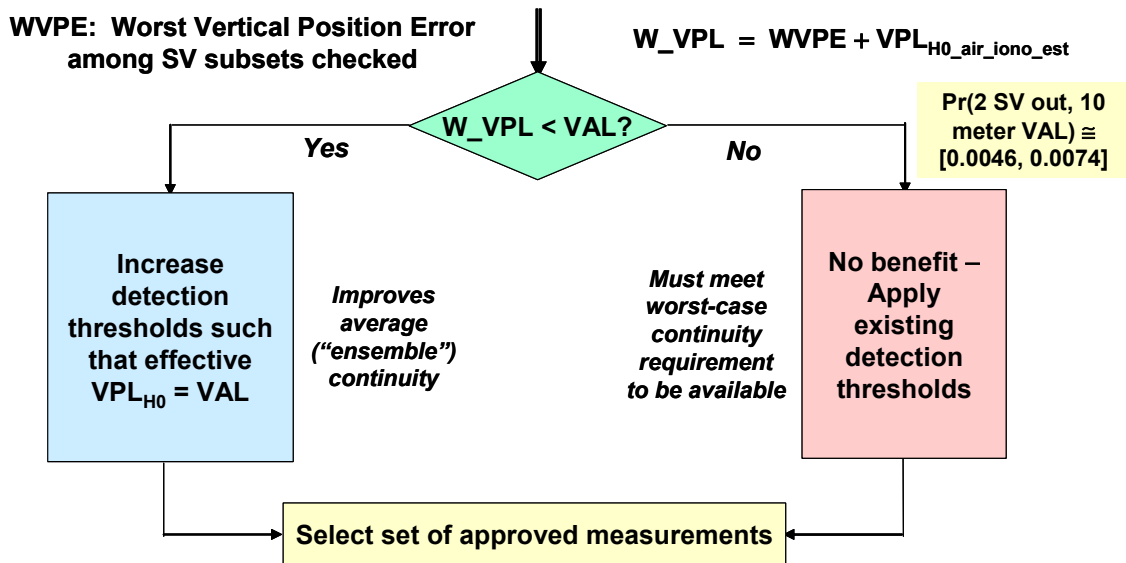 WVPE: Worst Vertical Position Error
among SV subsets checked
W_VPL = WVPE + VPL_H0_air_iono_est
W_VPL < VAL?
Yes
No
Pr(2 SV out, 10
meter VAL) ≅
[0.0046, 0.0074]
Increase
detection
thresholds such
that effective
VPL_H0 = VAL
Improves
average
(“ensemble”)
continuity
Must meet
worst-case
continuity
requirement
to be available
No benefit –
Apply
existing
detection
thresholds
Select set of approved measurements